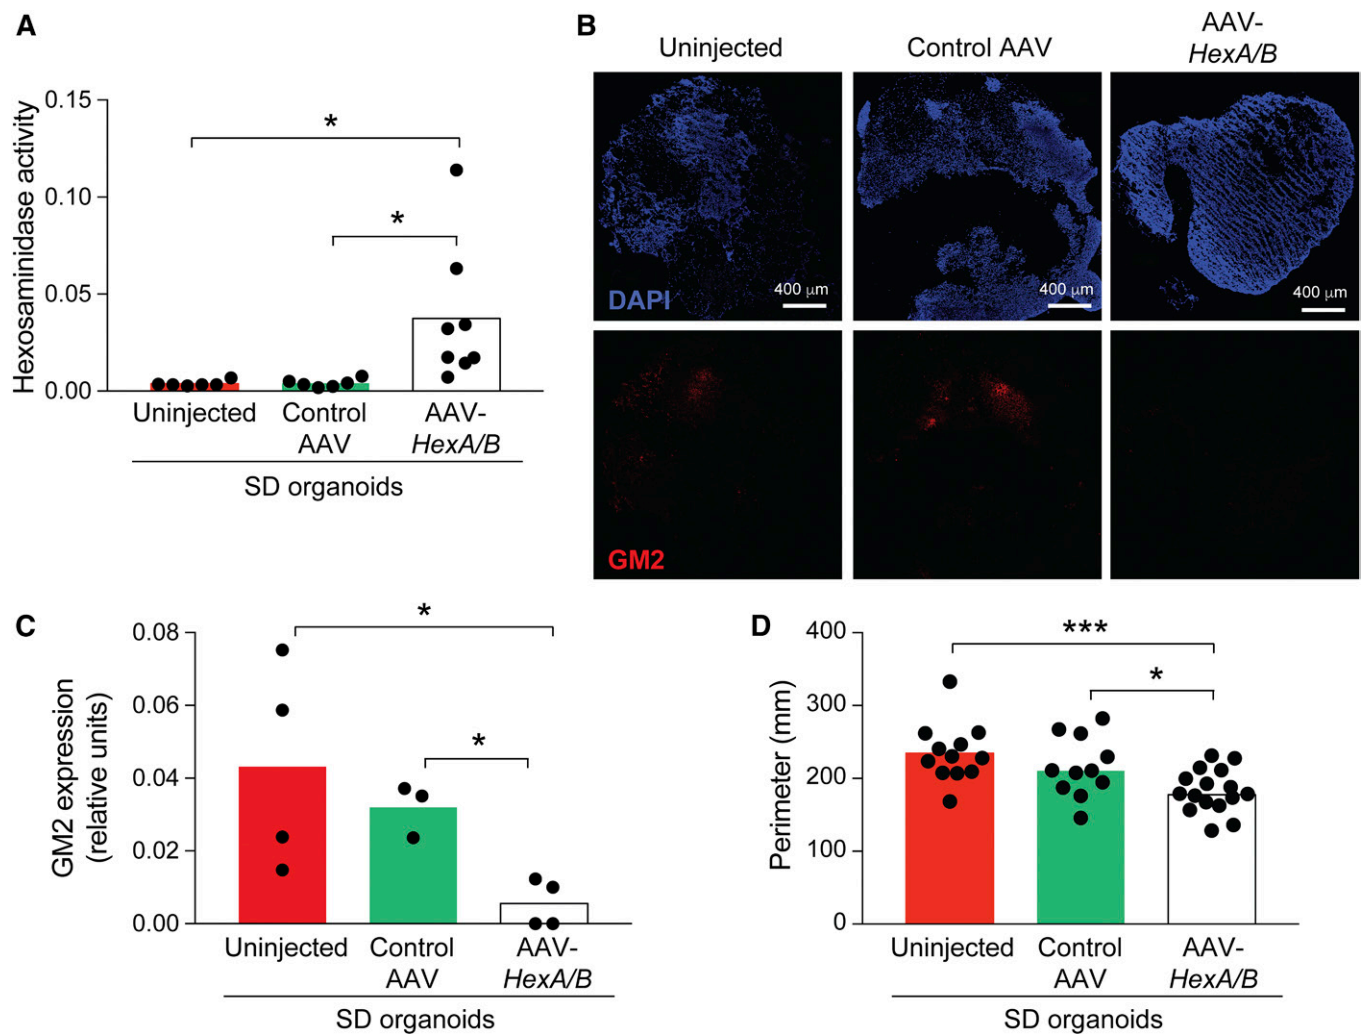 A
Hexosaminidase activity
0.15
0.10
0.05
0.00
*
*
Uninjected
Control
AAV
AAV-
HexA/B
SD organoids
B
Uninjected
Control AAV
AAV-
HexA/B
DAPI
400 μm
400 μm
400 μm
GM2
C
GM2 expression
(relative units)
0.08
0.06
0.04
0.02
0.00
*
*
Uninjected
Control
AAV
AAV-
HexA/B
SD organoids
D
Perimeter (mm)
400
300
200
100
0
***
*
Uninjected
Control
AAV
AAV-
HexA/B
SD organoids